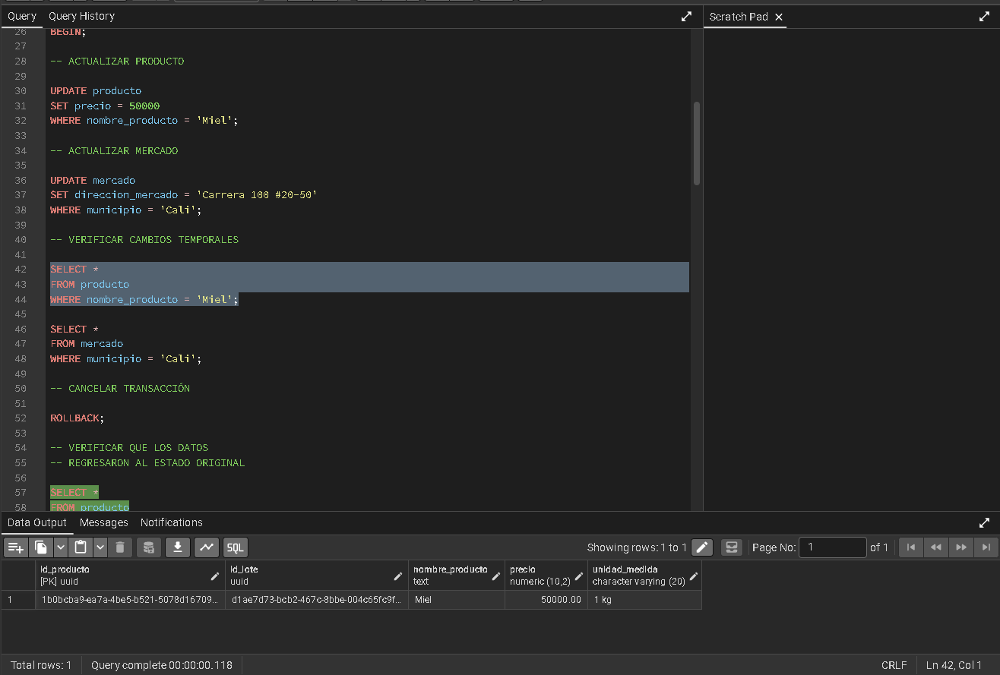 Query Query History
Scratch Pad
26 BEGIN;
27
28 -- ACTUALIZAR PRODUCTO
29
30 UPDATE producto
31 SET precio = 50000
32 WHERE nombre_producto = 'Miel';
33
34 -- ACTUALIZAR MERCADO
35
36 UPDATE mercado
37 SET direccion_mercado = 'Carrera 100 #20-50'
38 WHERE municipio = 'Cali';
39
40 -- VERIFICAR CAMBIOS TEMPORALES
41
42 SELECT *
43 FROM producto
44 WHERE nombre_producto = 'Miel';
45
46 SELECT *
47 FROM mercado
48 WHERE municipio = 'Cali';
49
50 -- CANCELAR TRANSACCIÓN
51
52 ROLLBACK;
53
54 -- VERIFICAR QUE LOS DATOS
55 -- REGRESARON AL ESTADO ORIGINAL
56
57 SELECT *
58 FROM producto
Data Output Messages Notifications
SQL
Showing rows: 1 to 1
Page No: 1 of 1
id_producto id_lote nombre_producto precio unidad_medida
[PK] uuid uuid text numeric (10,2) character varying (20)
1 1b0bcba9-ea7a-4be5-b521-5078d16709... d1ae7d73-bcb2-467c-8bbe-004c65fc9f... Miel 50000.00 1 kg
Total rows: 1 Query complete 00:00:00.118 CRLF Ln 42, Col 1